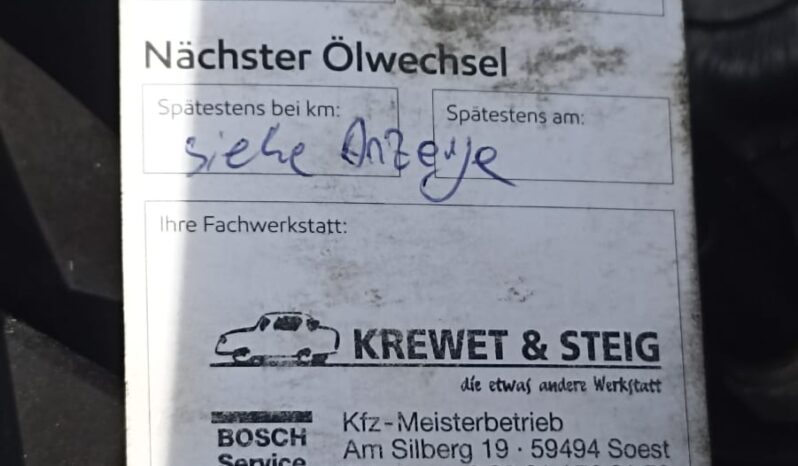 Nächster Ölwechsel
Spätestens bei km: Spätestens am:
siehe Anzeige
Ihre Fachwerkstatt:
KREWET & STEIG
die etwas andere Werkstatt
BOSCH Kfz-Meisterbetrieb
Service Am Silberg 19 · 59494 Soest